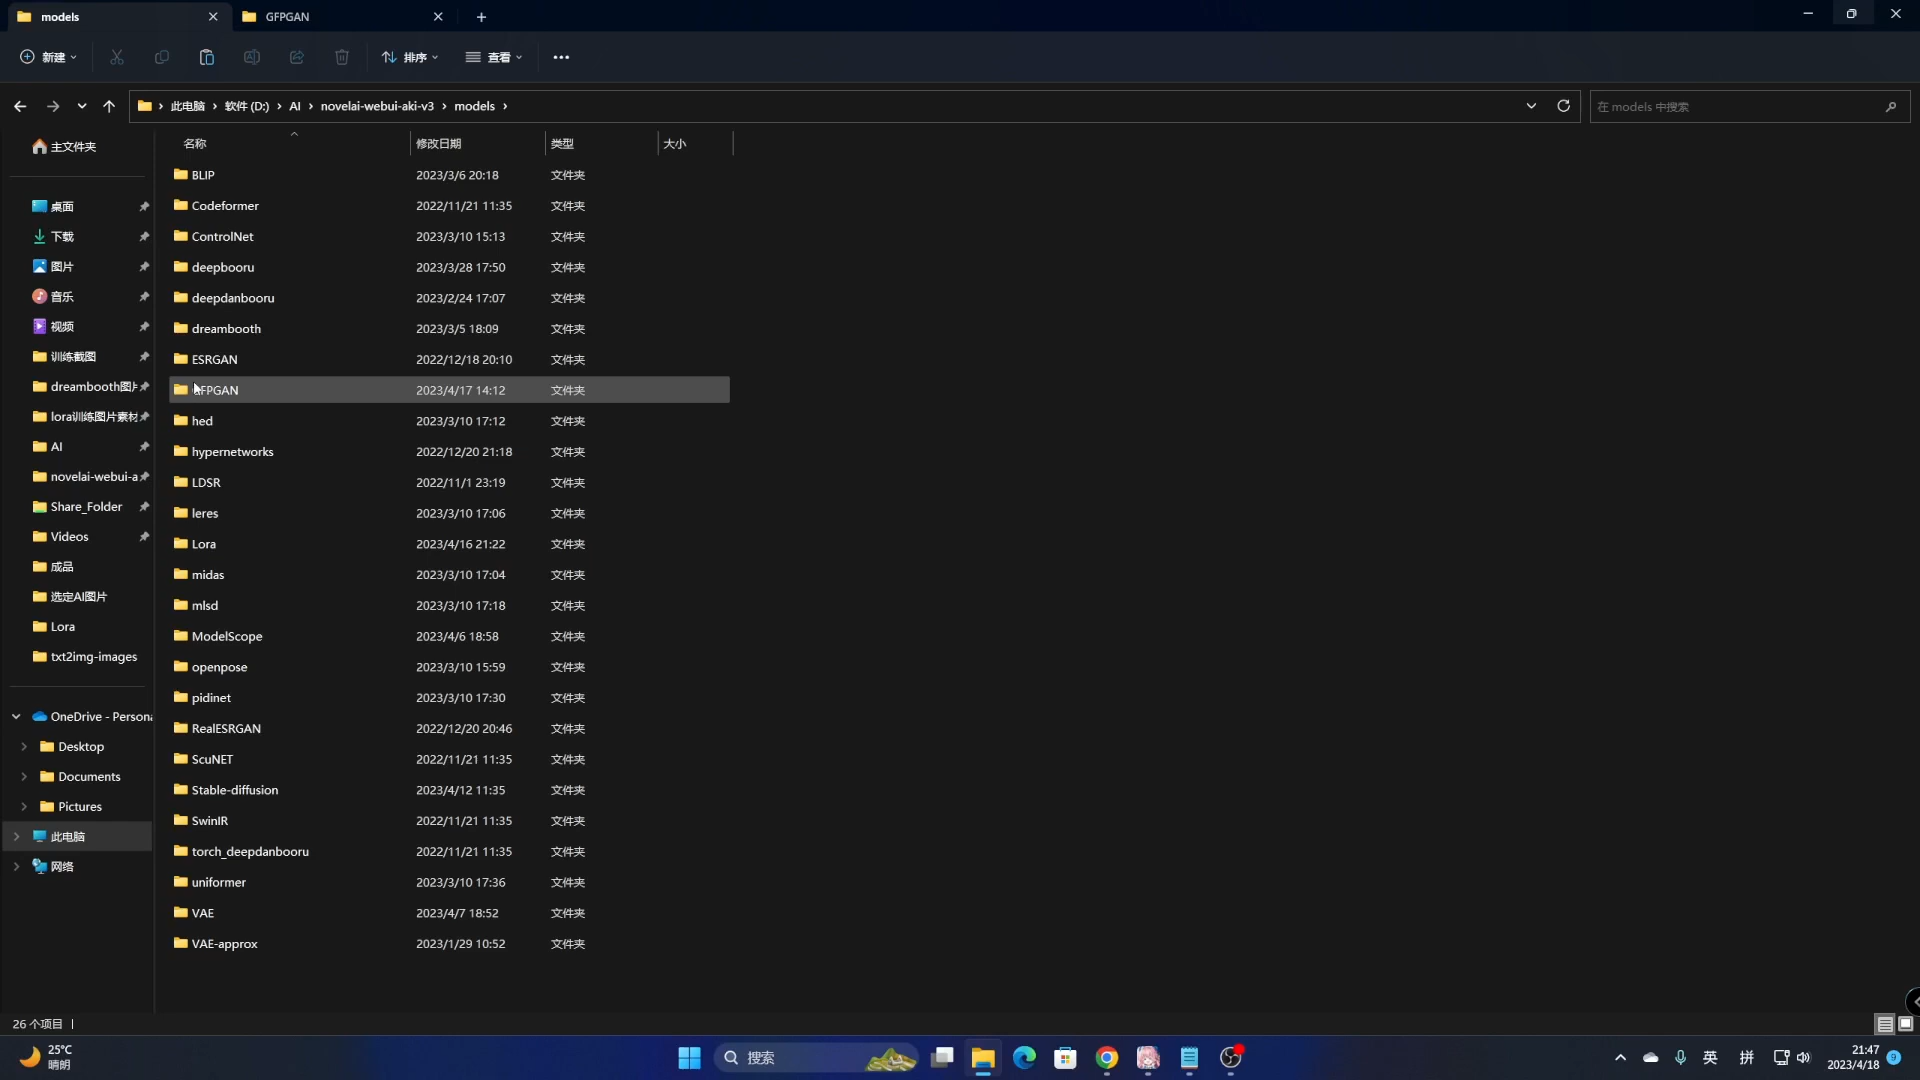 models
GFPGAN
新建
排序
查看
此电脑 › 软件 (D:) › AI › novelai-webui-aki-v3 › models ›
在 models 中搜索
主文件夹
桌面
下载
图片
音乐
视频
训练截图
dreambooth图片
lora训练图片素材
AI
novelai-webui-a
Share_Folder
Videos
成品
选定AI图片
Lora
txt2img-images
OneDrive - Persona
Desktop
Documents
Pictures
此电脑
网络
名称 修改日期 类型 大小
BLIP 2023/3/6 20:18 文件夹
Codeformer 2022/11/21 11:35 文件夹
ControlNet 2023/3/10 15:13 文件夹
deepbooru 2023/3/28 17:50 文件夹
deepdanbooru 2023/2/24 17:07 文件夹
dreambooth 2023/3/5 18:09 文件夹
ESRGAN 2022/12/18 20:10 文件夹
GFPGAN 2023/4/17 14:12 文件夹
hed 2023/3/10 17:12 文件夹
hypernetworks 2022/12/20 21:18 文件夹
LDSR 2022/11/1 23:19 文件夹
leres 2023/3/10 17:06 文件夹
Lora 2023/4/16 21:22 文件夹
midas 2023/3/10 17:04 文件夹
mlsd 2023/3/10 17:18 文件夹
ModelScope 2023/4/6 18:58 文件夹
openpose 2023/3/10 15:59 文件夹
pidinet 2023/3/10 17:30 文件夹
RealESRGAN 2022/12/20 20:46 文件夹
ScuNET 2022/11/21 11:35 文件夹
Stable-diffusion 2023/4/12 11:35 文件夹
SwinIR 2022/11/21 11:35 文件夹
torch_deepdanbooru 2022/11/21 11:35 文件夹
uniformer 2023/3/10 17:36 文件夹
VAE 2023/4/7 18:52 文件夹
VAE-approx 2023/1/29 10:52 文件夹
26 个项目
25°C
晴朗
搜索
英
拼
21:47
2023/4/18
9